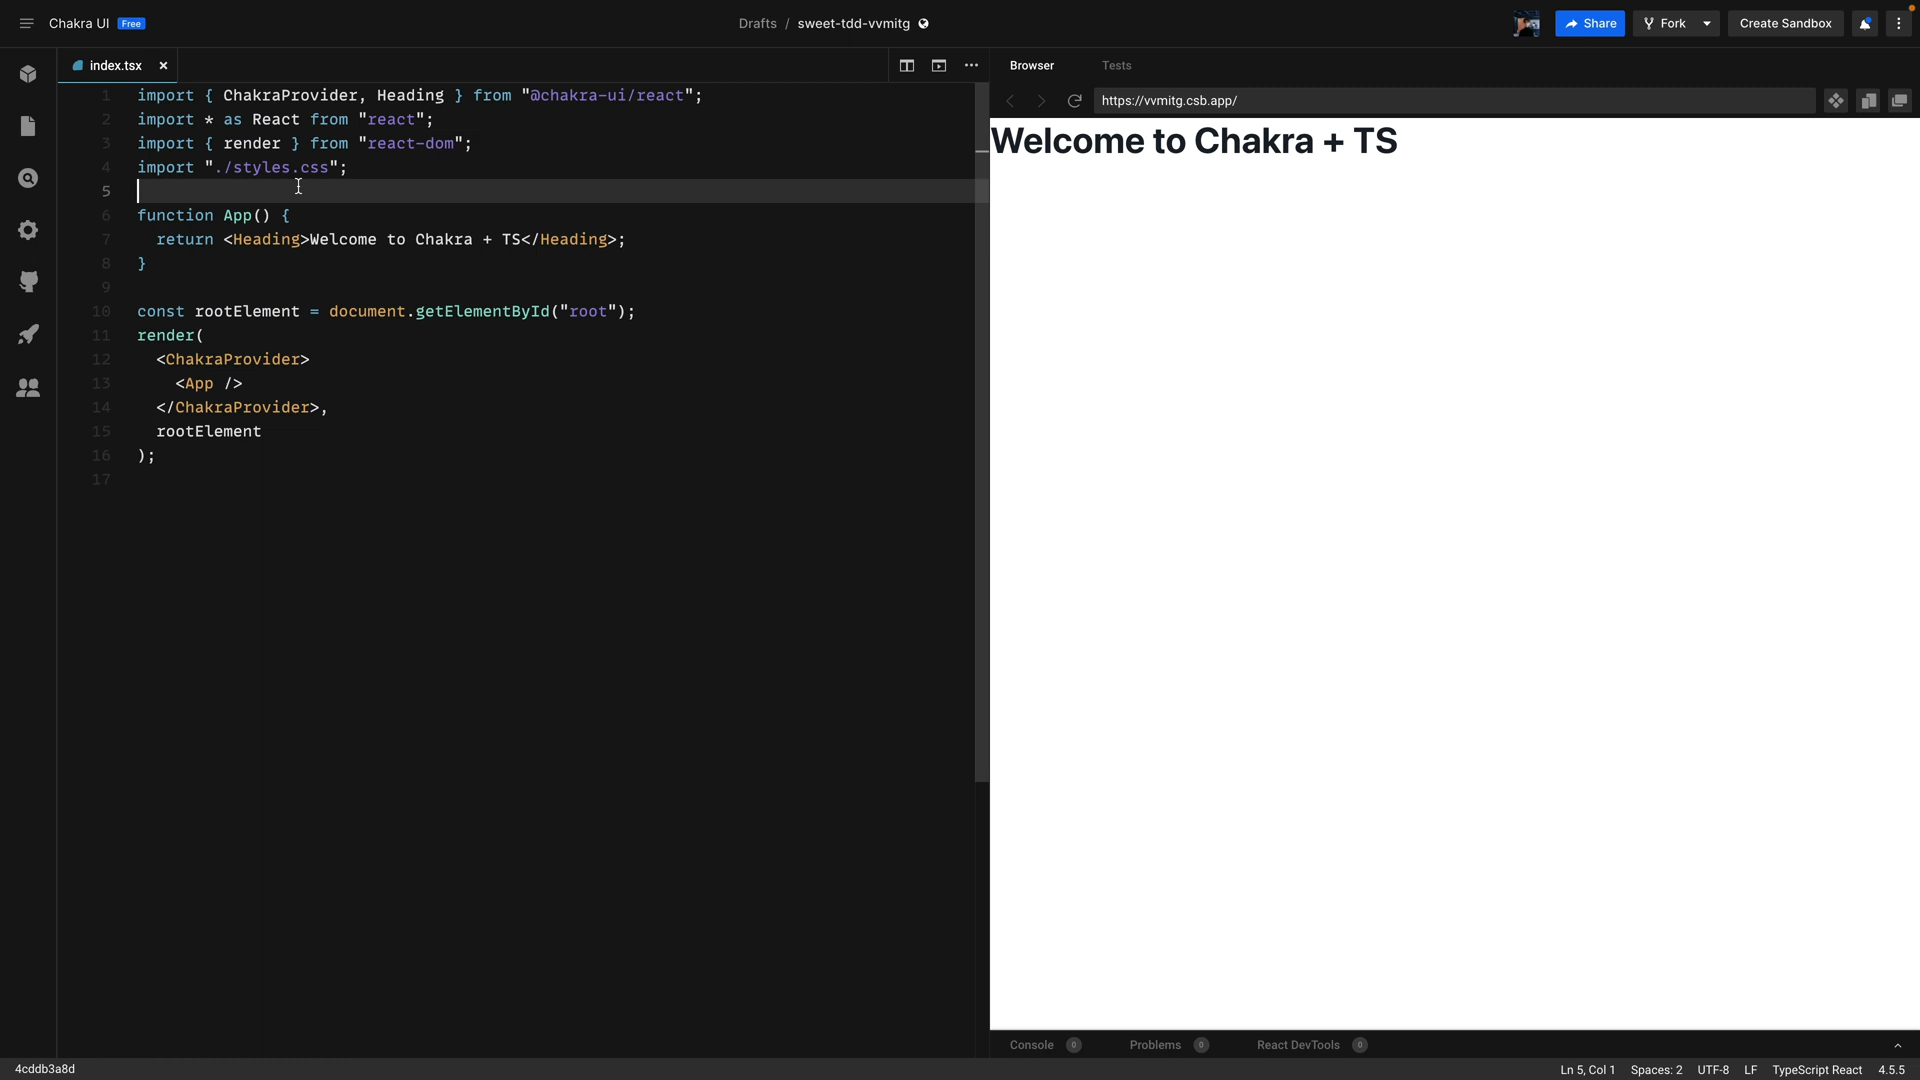 Chakra UI Free
Drafts / sweet-tdd-vvmitg
Share
Fork
Create Sandbox
index.tsx
1 import { ChakraProvider, Heading } from "@chakra-ui/react";
2 import * as React from "react";
3 import { render } from "react-dom";
4 import "./styles.css";
5
6 function App() {
7 return <Heading>Welcome to Chakra + TS</Heading>;
8 }
9
10 const rootElement = document.getElementById("root");
11 render(
12 <ChakraProvider>
13 <App />
14 </ChakraProvider>,
15 rootElement
16 );
17
Browser
Tests
https://vvmitg.csb.app/
Welcome to Chakra + TS
Console 0
Problems 0
React DevTools 0
4cddb3a8d
Ln 5, Col 1
Spaces: 2
UTF-8
LF
TypeScript React
4.5.5